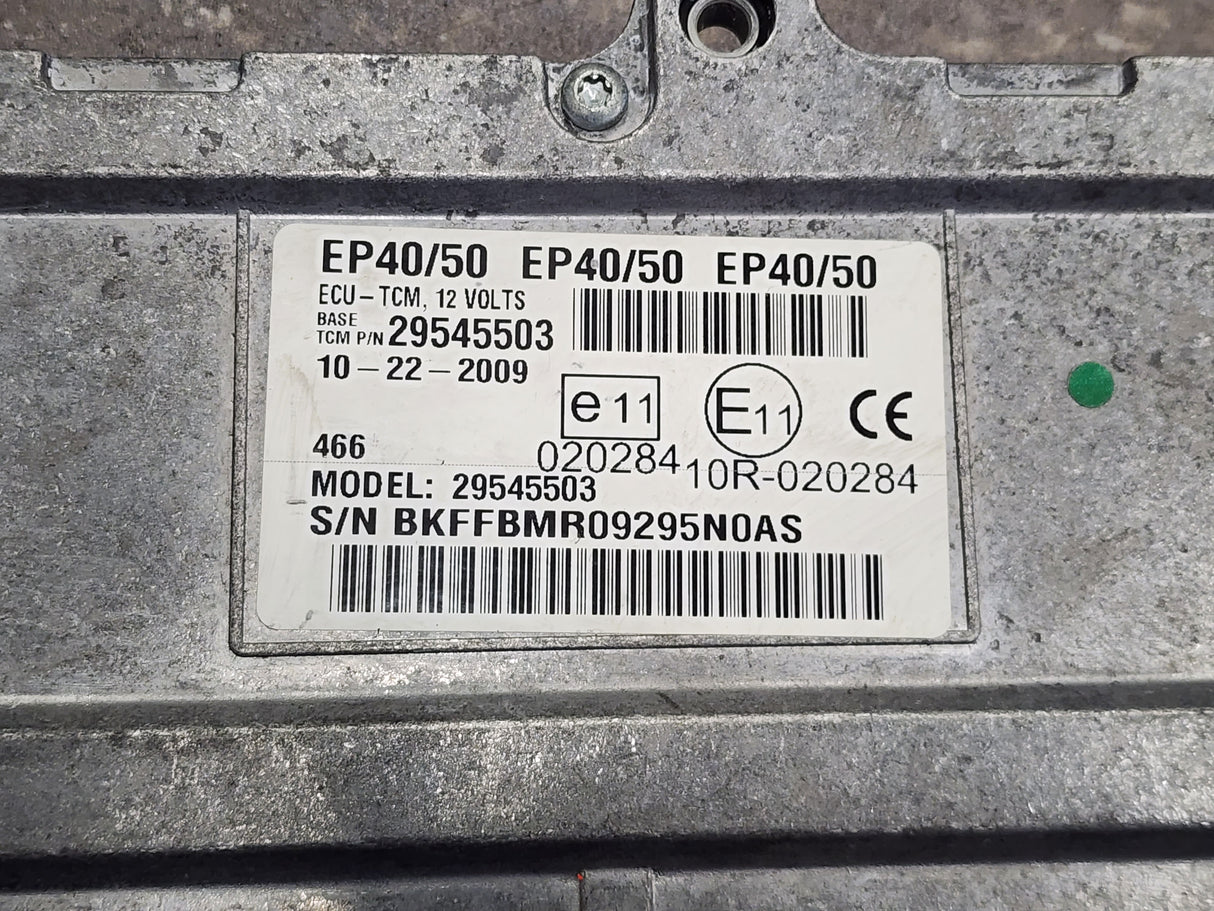 EP40/50 EP40/50 EP40/50
ECU-TCM, 12 VOLTS
BASE
TCM P/N 29545503
10-22-2009
e11 E11 CE
466
020284 10R-020284
MODEL: 29545503
S/N BKFFBMR09295N0AS